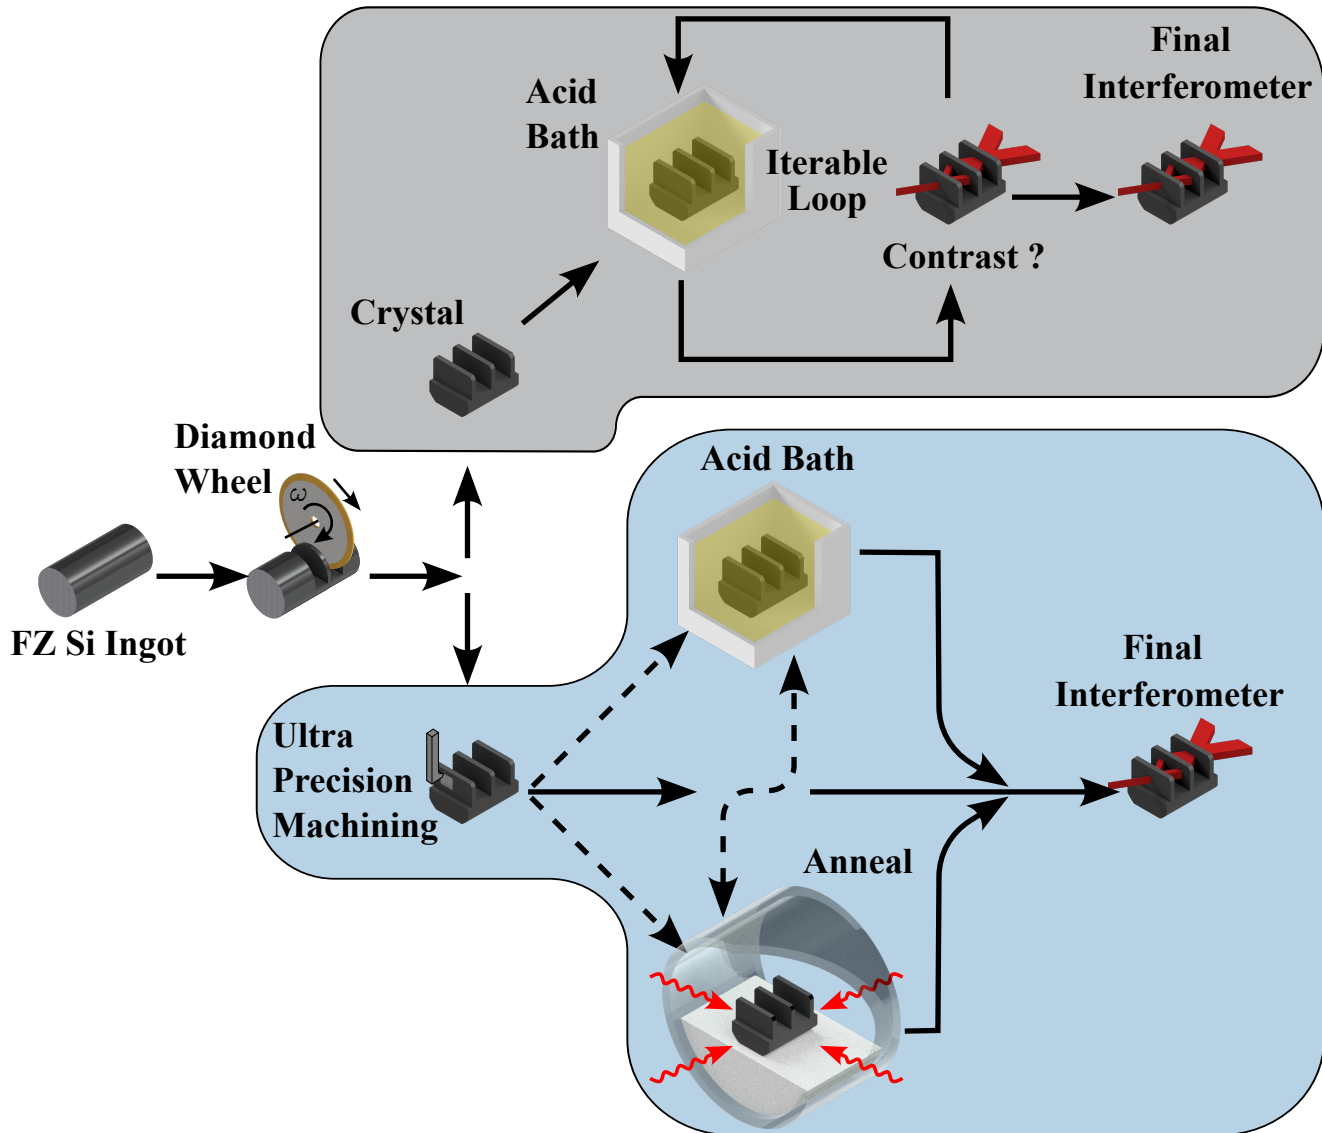 Final
Interferometer
Acid
Bath
Iterable
Loop
Contrast ?
Crystal
Diamond
Wheel
ω
FZ Si Ingot
Acid Bath
Final
Interferometer
Ultra
Precision
Machining
Anneal